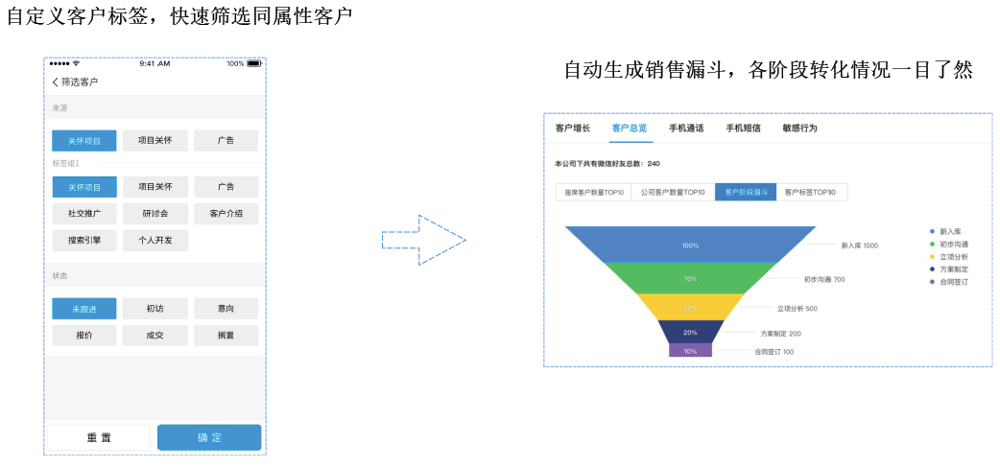 自定义客户标签，快速筛选同属性客户
9:41 AM
100%
筛选客户
来源
关怀项目 项目关怀 广告
标签组1
关怀项目 项目关怀 广告
社交推广 研讨会 客户介绍
搜索引擎 个人开发
状态
未跟进 初访 意向
报价 成交 搁置
重置 确定
自动生成销售漏斗，各阶段转化情况一目了然
客户增长 客户总览 手机通话 手机短信 敏感行为
本公司下共有微信好友总数：240
座席客户数量TOP10 公司客户数量TOP10 客户阶段漏斗 客户标签TOP10
100% 新入库 1000
70% 初步沟通 700
50% 立项分析 500
20% 方案制定 200
10% 合同签订 100
新入库
初步沟通
立项分析
方案制定
合同签订